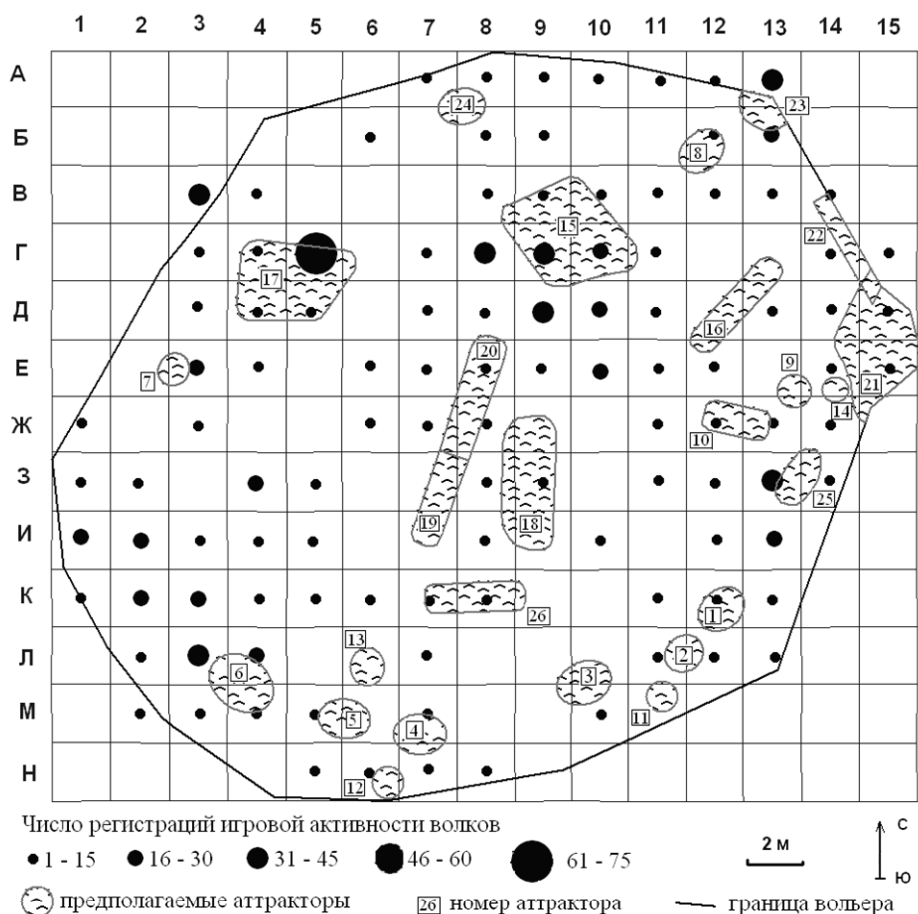 1 2 3 4 5 6 7 8 9 10 11 12 13 14 15
А
24
23
Б
8
В
15
22
Г
17
Д
16
20
Е
7
9
14
21
Ж
10
З
25
И
19
18
К
26
1
Л
13
6
2
3
М
5
4
11
Н
12
Число регистраций игровой активности волков
1 - 15 16 - 30 31 - 45 46 - 60 61 - 75 2 м С
Ю
предполагаемые аттракторы 26 номер аттрактора граница вольера